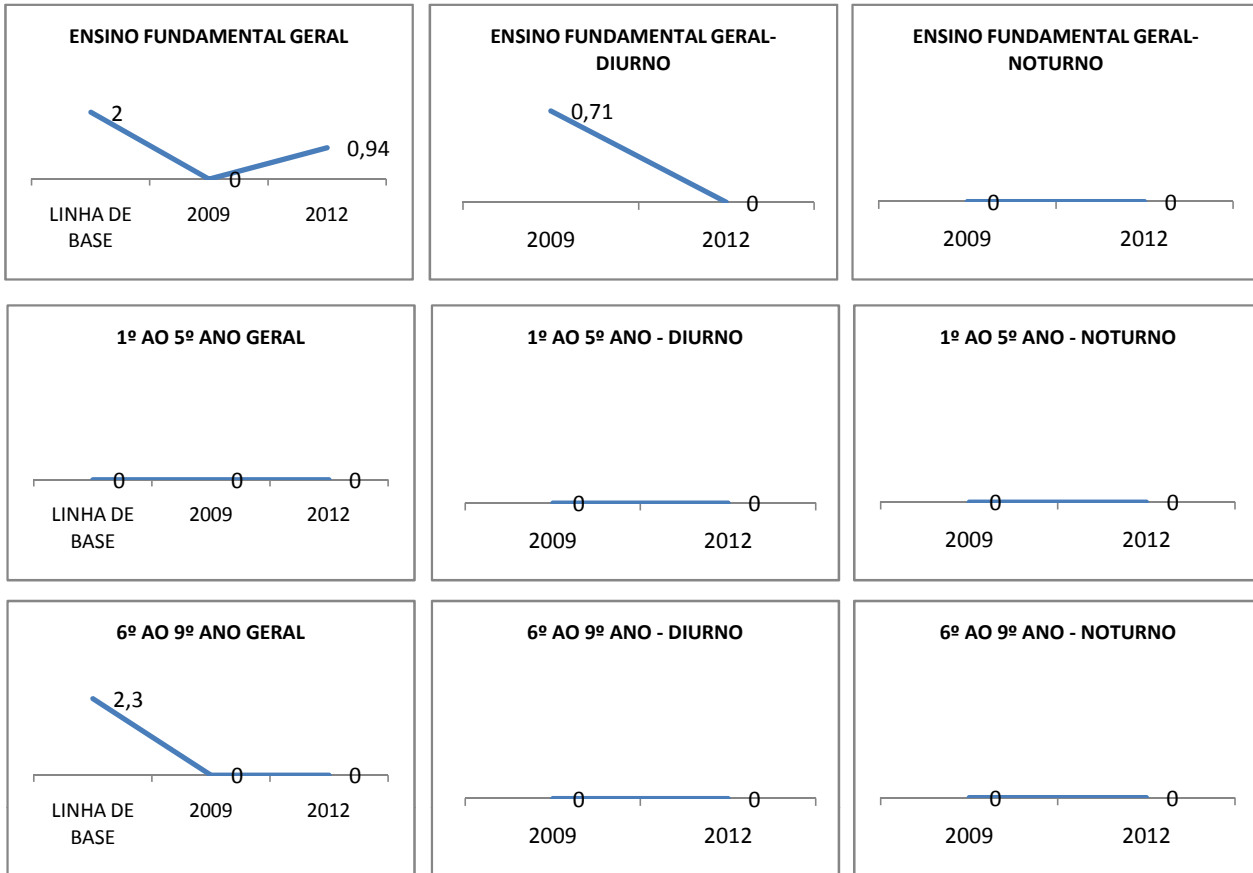 ENSINO FUNDAMENTAL GERAL
2
0
0,94
LINHA DE
BASE
2009
2012
ENSINO FUNDAMENTAL GERAL-
DIURNO
0,71
0
2009
2012
ENSINO FUNDAMENTAL GERAL-
NOTURNO
0
0
2009
2012
1º AO 5º ANO GERAL
0
0
0
LINHA DE
BASE
2009
2012
1º AO 5º ANO - DIURNO
0
0
2009
2012
1º AO 5º ANO - NOTURNO
0
0
2009
2012
6º AO 9º ANO GERAL
2,3
0
0
LINHA DE
BASE
2009
2012
6º AO 9º ANO - DIURNO
0
0
2009
2012
6º AO 9º ANO - NOTURNO
0
0
2009
2012